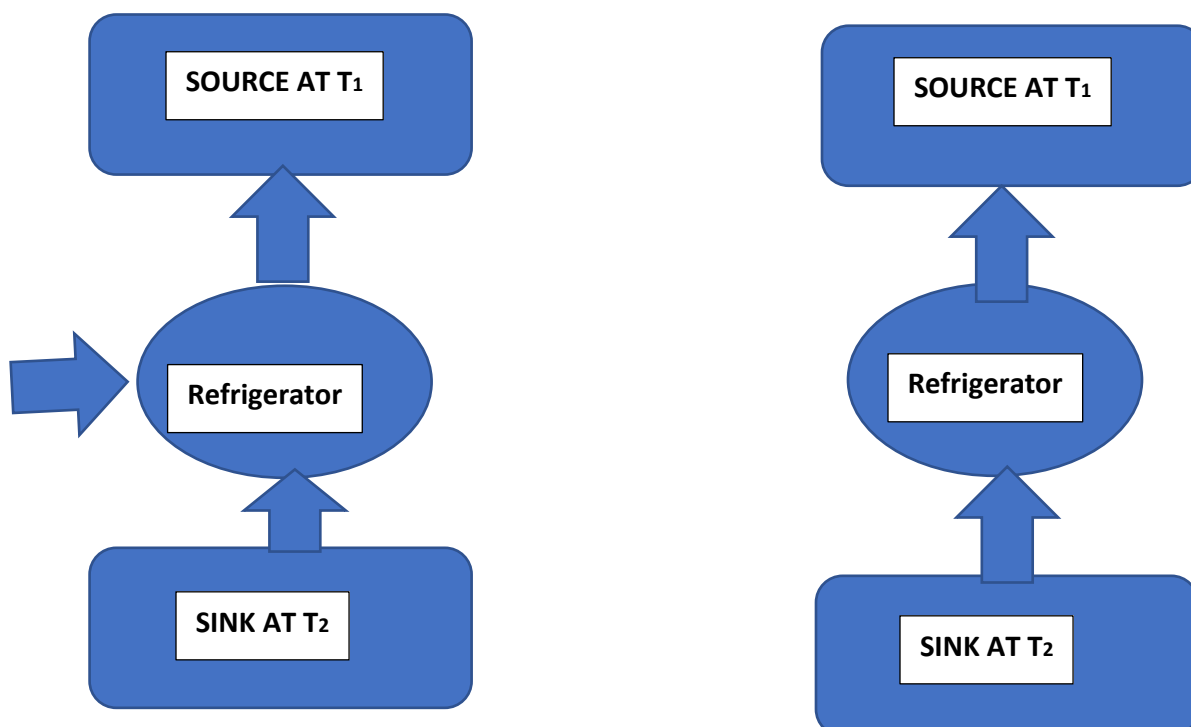 SOURCE AT T1
SOURCE AT T1
Refrigerator
Refrigerator
SINK AT T2
SINK AT T2